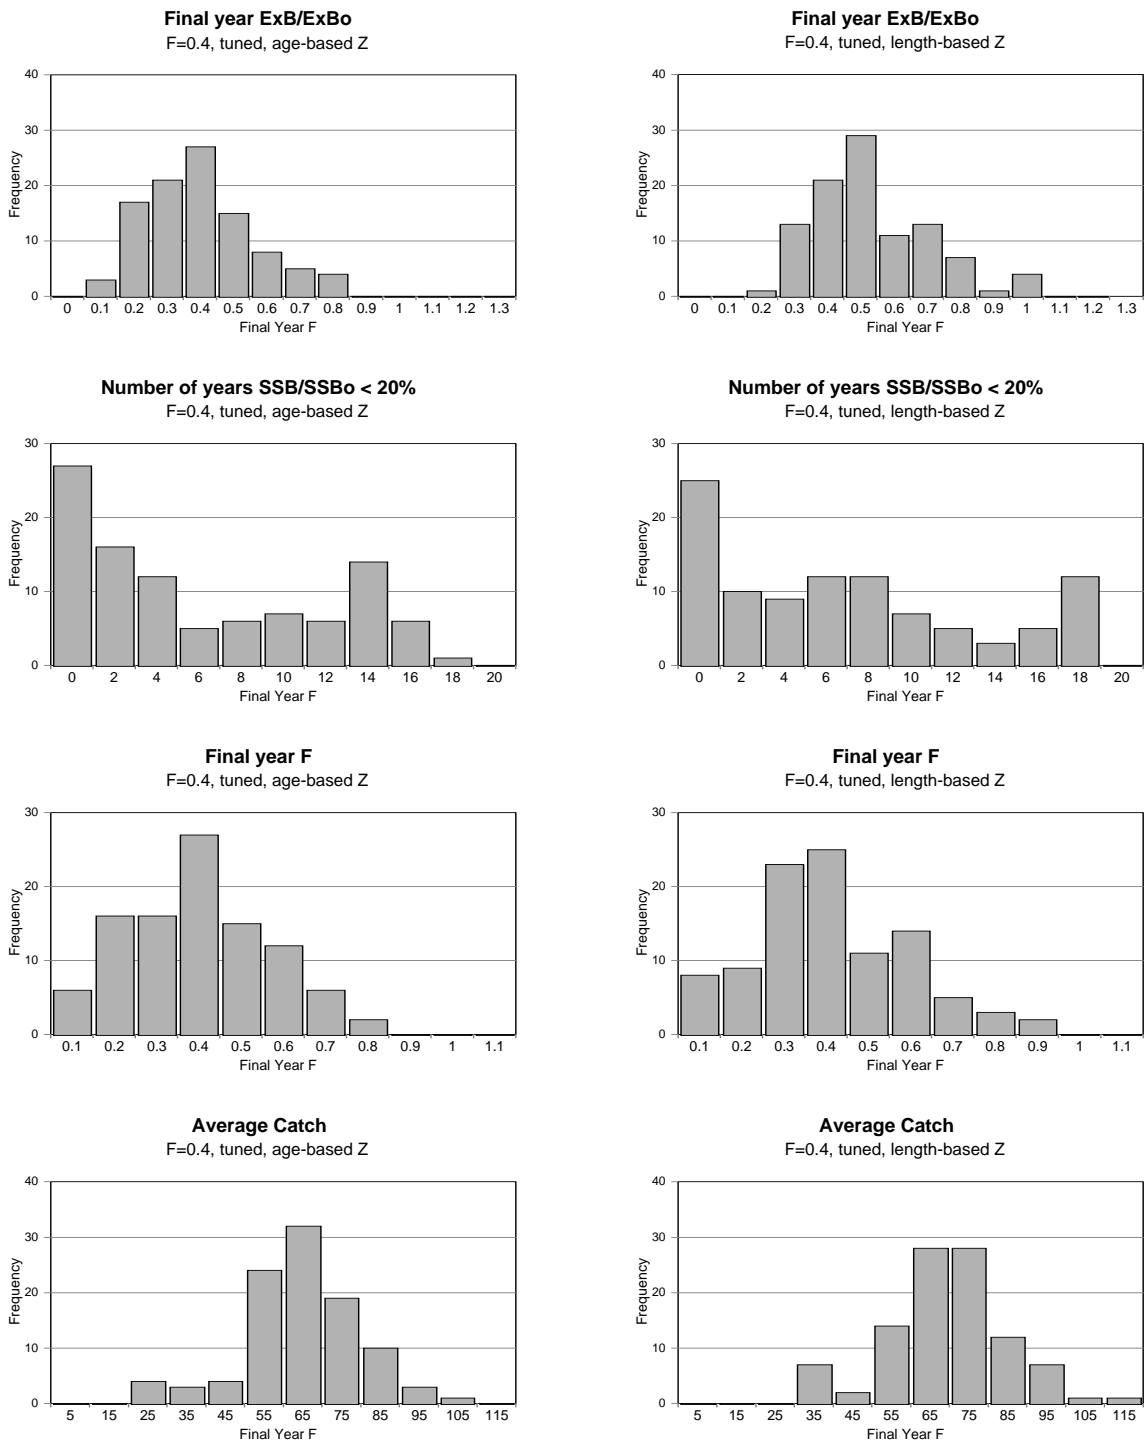 Final year ExB/ExBo
F=0.4, tuned, age-based Z
40
30
20
10
0
Frequency
0 0.1 0.2 0.3 0.4 0.5 0.6 0.7 0.8 0.9 1 1.1 1.2 1.3
Final Year F
Final year ExB/ExBo
F=0.4, tuned, length-based Z
40
30
20
10
0
Frequency
0 0.1 0.2 0.3 0.4 0.5 0.6 0.7 0.8 0.9 1 1.1 1.2 1.3
Final Year F
Number of years SSB/SSBo < 20%
F=0.4, tuned, age-based Z
30
20
10
0
Frequency
0 2 4 6 8 10 12 14 16 18 20
Final Year F
Number of years SSB/SSBo < 20%
F=0.4, tuned, length-based Z
30
20
10
0
Frequency
0 2 4 6 8 10 12 14 16 18 20
Final Year F
Final year F
F=0.4, tuned, age-based Z
30
20
10
0
Frequency
0.1 0.2 0.3 0.4 0.5 0.6 0.7 0.8 0.9 1 1.1
Final Year F
Final year F
F=0.4, tuned, length-based Z
30
20
10
0
Frequency
0.1 0.2 0.3 0.4 0.5 0.6 0.7 0.8 0.9 1 1.1
Final Year F
Average Catch
F=0.4, tuned, age-based Z
40
30
20
10
0
Frequency
5 15 25 35 45 55 65 75 85 95 105 115
Final Year F
Average Catch
F=0.4, tuned, length-based Z
40
30
20
10
0
Frequency
5 15 25 35 45 55 65 75 85 95 105 115
Final Year F